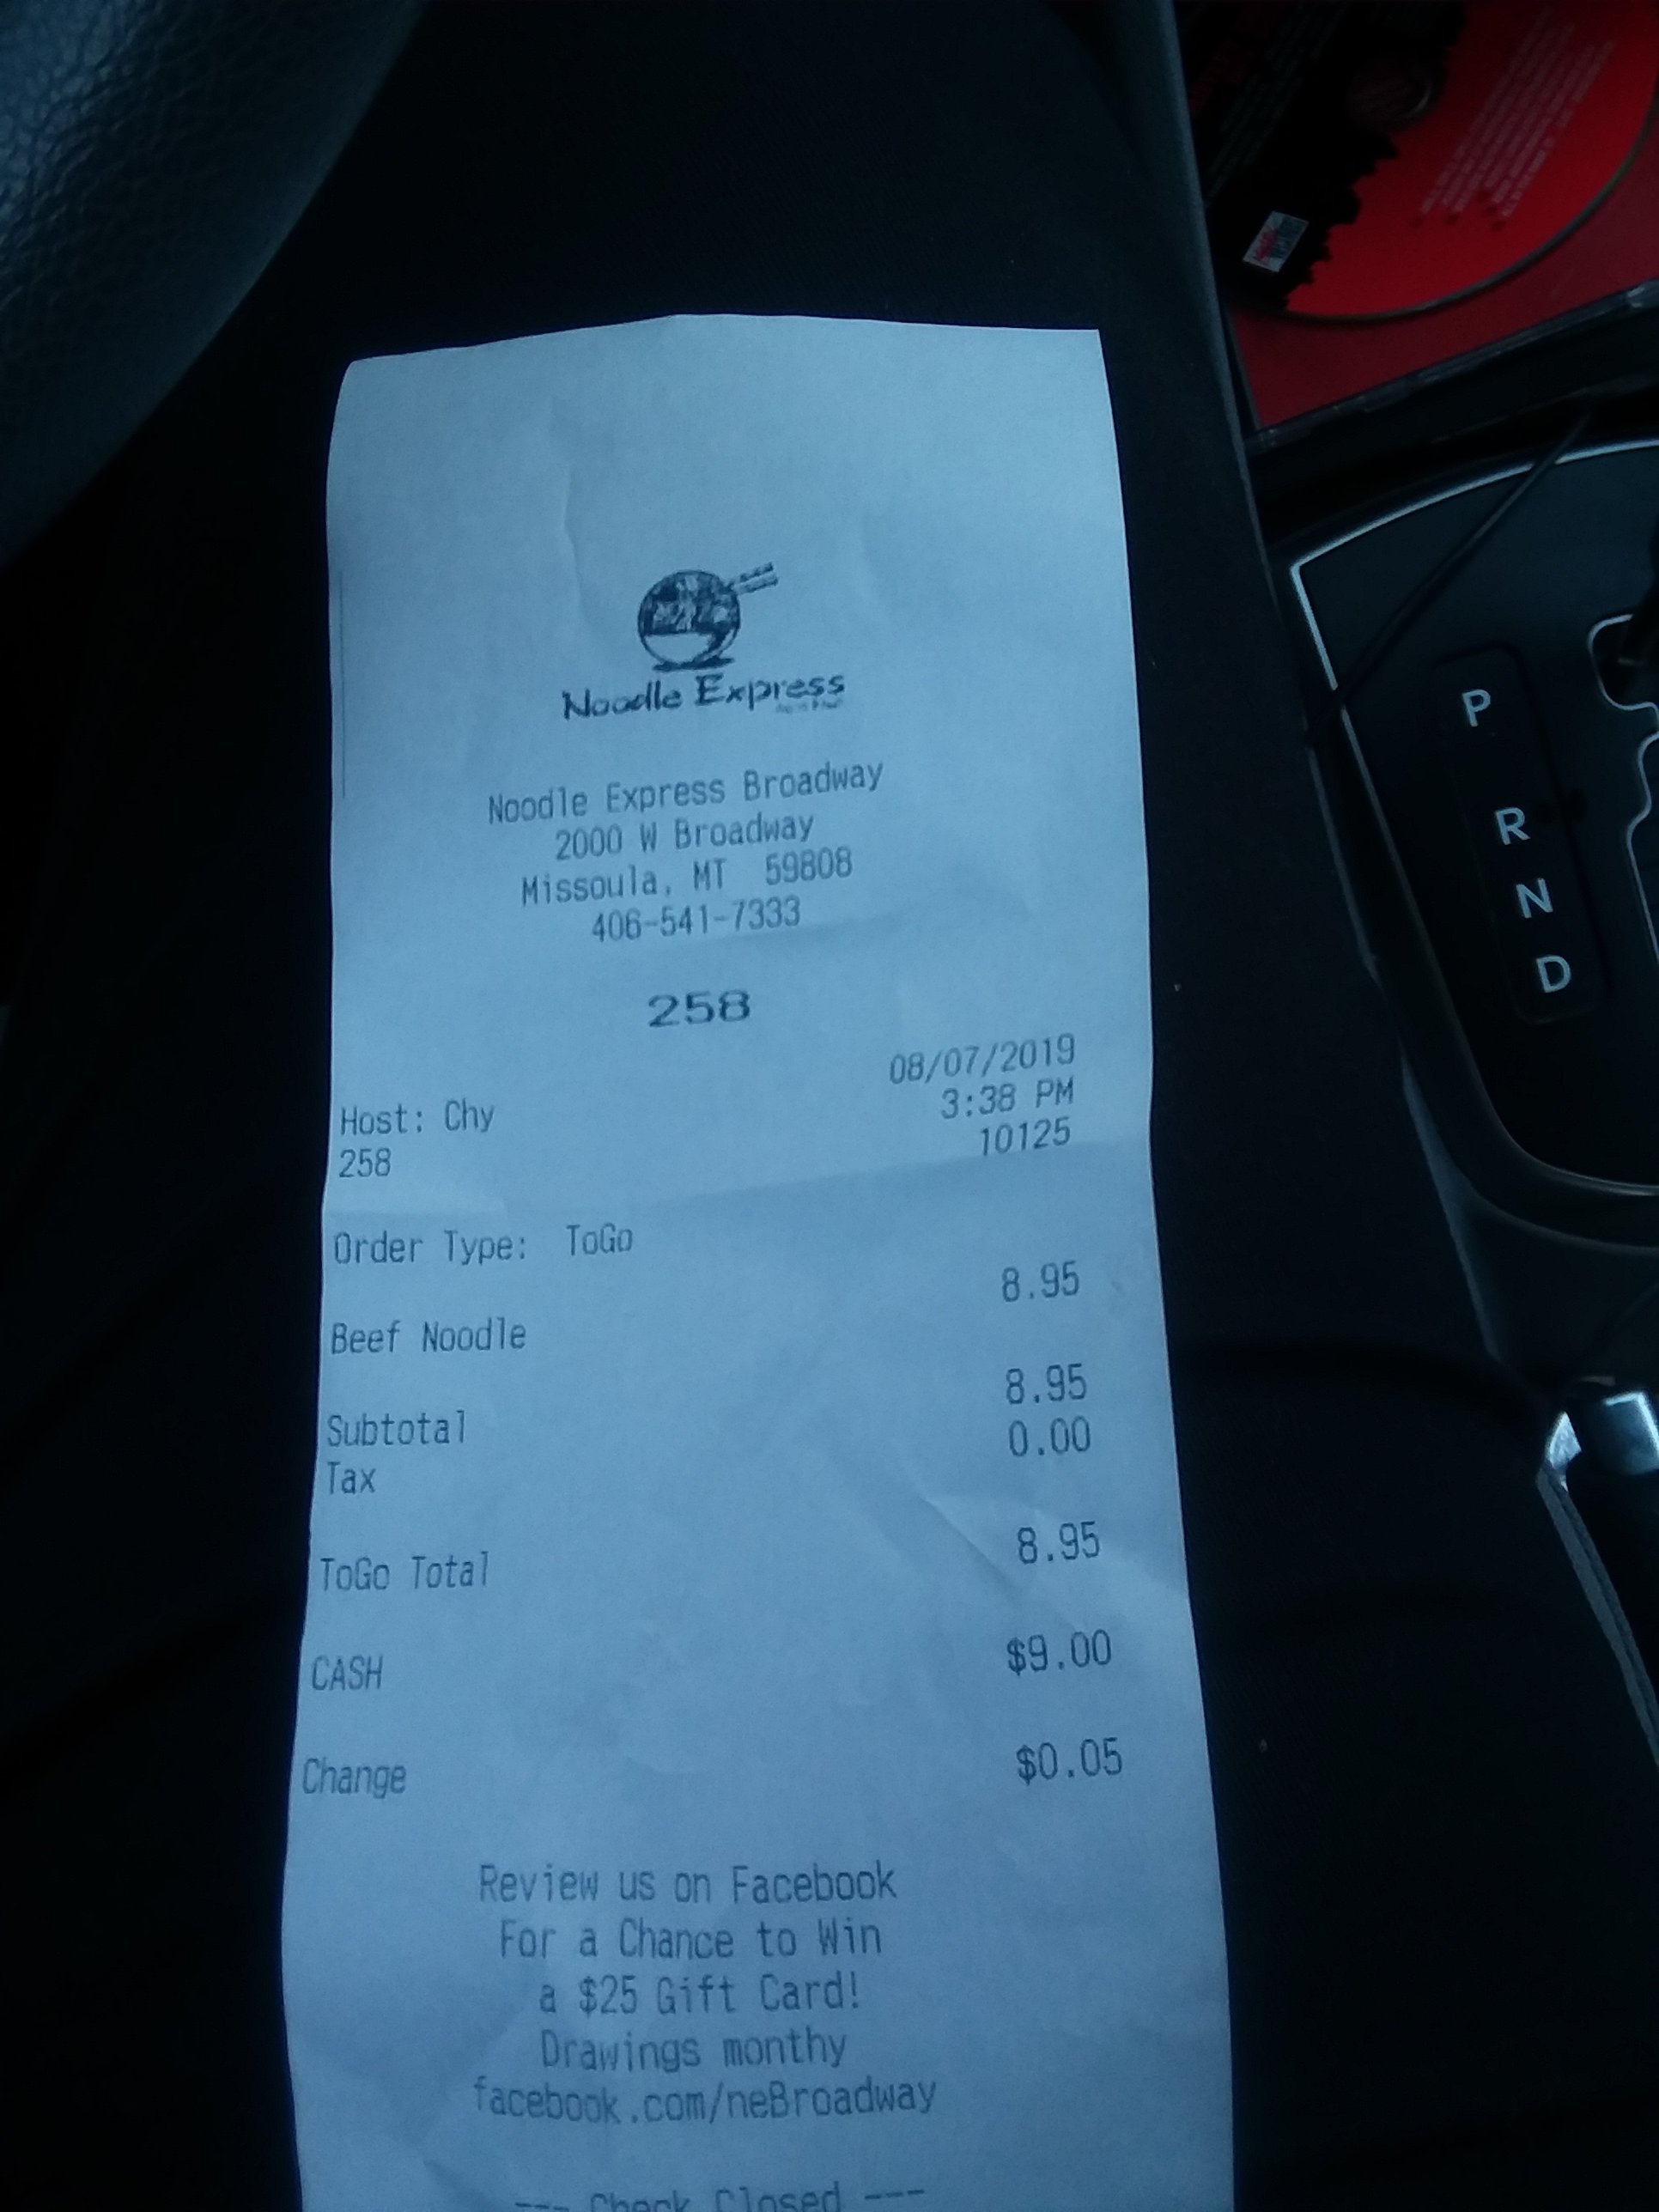 Noodle Express
Noodle Express Broadway
2000 W Broadway
Missoula, MT 59808
406-541-7333
258
08/07/2019
Host: Chy 3:38 PM
258 10125
Order Type: ToGo
Beef Noodle 8.95
Subtotal 8.95
Tax 0.00
ToGo Total 8.95
CASH $9.00
Change $0.05
Review us on Facebook
For a Chance to Win
a $25 Gift Card!
Drawings monthy
facebook.com/neBroadway
--- Check Closed ---
P
R
N
D